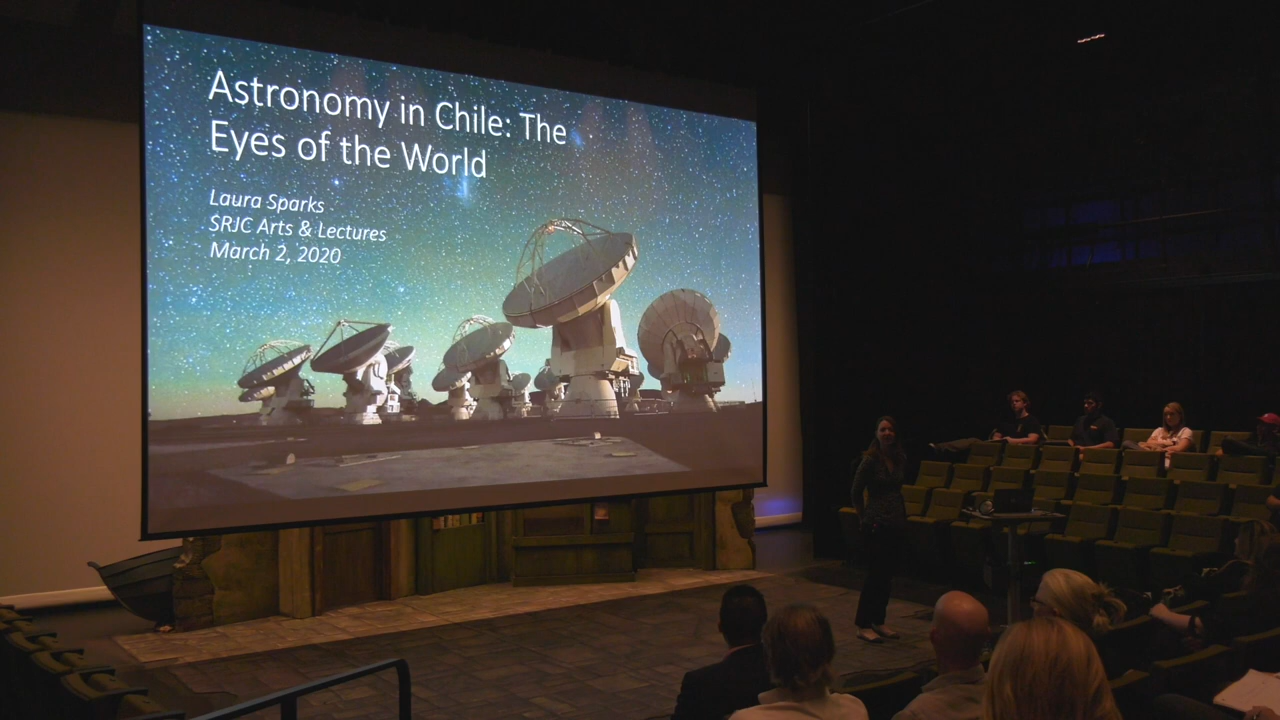 Astronomy in Chile: The
Eyes of the World
Laura Sparks
SRJC Arts & Lectures
March 2, 2020